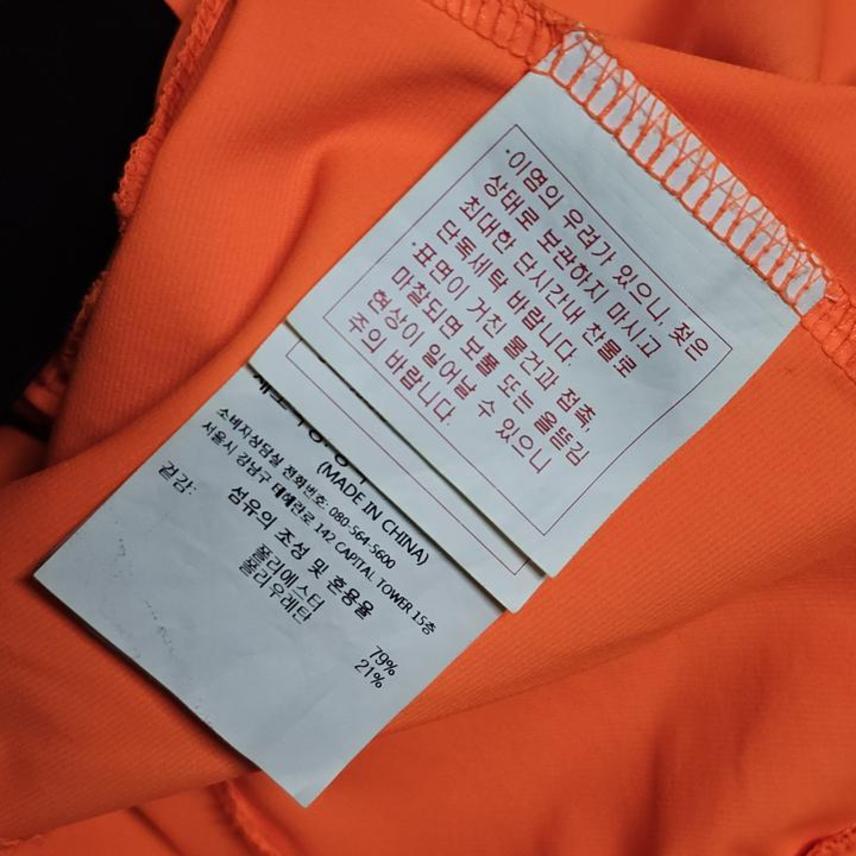 ·이염의 우려가 있으니, 젖은
상태로 보관하지 마시고
최대한 단시간내 찬물로
단독세탁 바랍니다.
·표면이 거친 물건과 접촉,
마찰되면 보풀 또는 올뜯김
현상이 일어날 수 있으니
주의 바랍니다.
(MADE IN CHINA)
소비자상담실 전화번호: 080-564-5600
서울시 강남구 테헤란로 142 CAPITAL TOWER 15층
섬유의 조성 및 혼용율
겉감: 폴리에스터 79%
폴리우레탄 21%